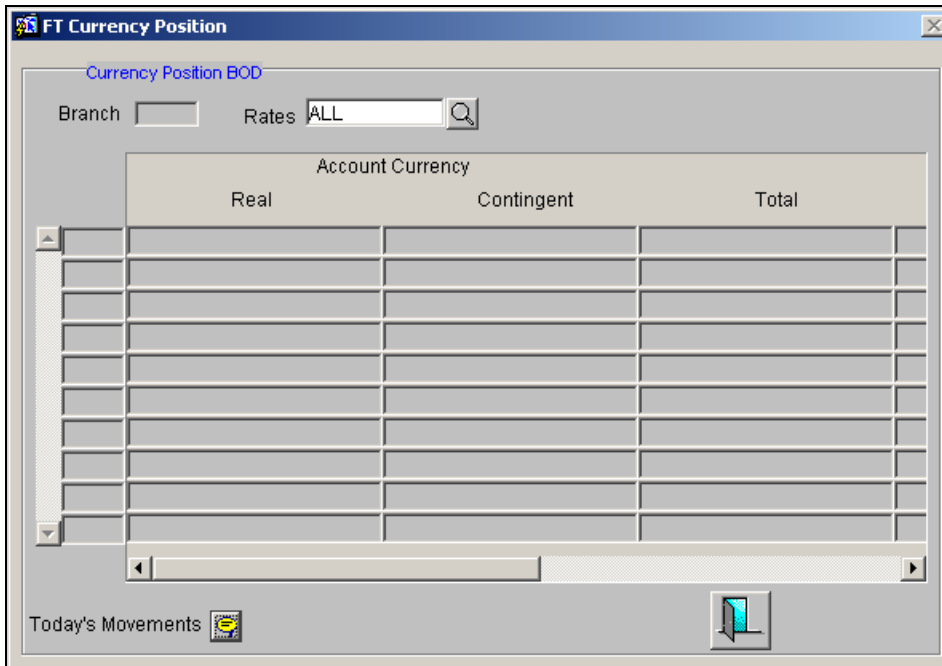 FT Currency Position
Currency Position BOD
Branch Rates ALL
Account Currency
Real Contingent Total
Today's Movements